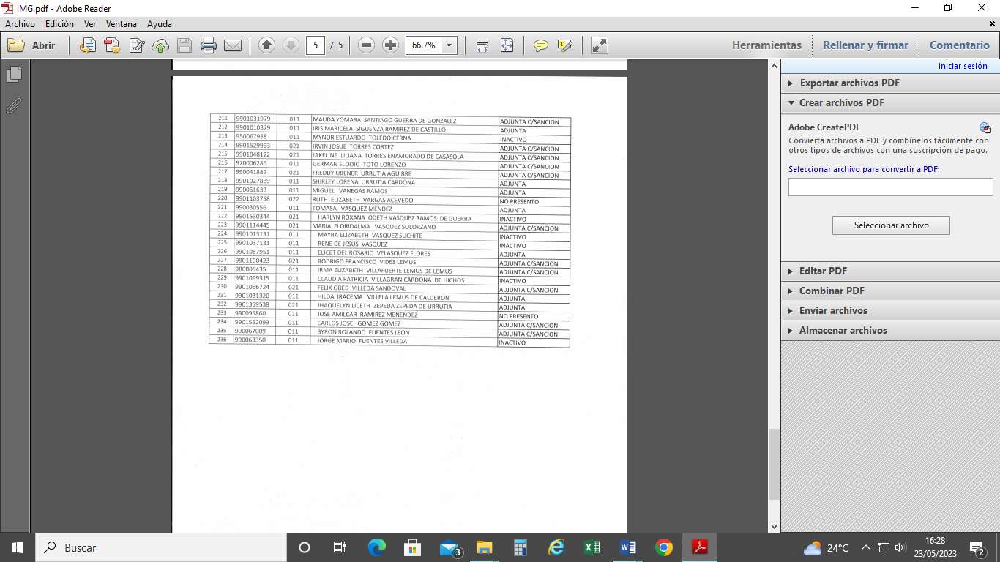 IMG.pdf - Adobe Reader
Archivo Edición Ver Ventana Ayuda
Abrir 5 / 5 66.7% Herramientas Rellenar y firmar Comentario
Iniciar sesión
Exportar archivos PDF
Crear archivos PDF
Adobe CreatePDF
Convierta archivos a PDF y combínelos fácilmente con
otros tipos de archivos con una suscripción de pago.
Seleccionar archivo para convertir a PDF:
Seleccionar archivo
Editar PDF
Combinar PDF
Enviar archivos
Almacenar archivos
211 9901031979 011 MAUDA YOMARA SANTIAGO GUERRA DE GONZALEZ ADJUNTA C/SANCION
212 9901010379 011 IRIS MARICELA SIGUENZA RAMIREZ DE CASTILLO ADJUNTA
213 950067938 011 MYNOR ESTUARDO TOLEDO CERNA INACTIVO
214 9901529993 021 IRVIN JOSUE TORRES CORTEZ ADJUNTA C/SANCION
215 9901048122 021 JAKELINE LILIANA TORRES ENAMORADO DE CASASOLA ADJUNTA C/SANCION
216 970006286 011 GERMAN ELODIO TOTO LORENZO ADJUNTA C/SANCION
217 990041882 021 FREDDY UBENER URRUTIA AGUIRRE ADJUNTA C/SANCION
218 9901027889 011 SHIRLEY LORENA URRUTIA CARDONA ADJUNTA
219 990061633 011 MIGUEL VANEGAS RAMOS ADJUNTA
220 9901103758 022 RUTH ELIZABETH VARGAS ACEVEDO NO PRESENTO
221 990030556 011 TOMASA VASQUEZ MENDEZ ADJUNTA
222 9901530344 021 HARLYN ROXANA ODETH VASQUEZ RAMOS DE GUERRA INACTIVO
223 9901114445 021 MARIA FLORIDALMA VASQUEZ SOLORZANO ADJUNTA C/SANCION
224 9901013131 011 MAYRA ELIZABETH VASQUEZ SUCHITE INACTIVO
225 9901037131 011 RENE DE JESUS VASQUEZ INACTIVO
226 9901087951 011 ELICET DEL ROSARIO VELASQUEZ FLORES ADJUNTA
227 9901100423 021 RODRIGO FRANCISCO VIDES LEMUS ADJUNTA C/SANCION
228 980005435 011 IRMA ELIZABETH VILLAFUERTE LEMUS DE LEMUS ADJUNTA C/SANCION
229 9901099315 011 CLAUDIA PATRICIA VILLAGRAN CARDONA DE HICHOS INACTIVO
230 9901066724 021 FELIX OBED VILLEDA SANDOVAL ADJUNTA C/SANCION
231 9901031320 011 HILDA IRACEMA VILLELA LEMUS DE CALDERON ADJUNTA
232 9901359538 021 JHAQUELYN LICETH ZEPEDA ZEPEDA DE URRUTIA ADJUNTA
233 990095860 011 JOSE AMILCAR RAMIREZ MENENDEZ NO PRESENTO
234 9901552099 011 CARLOS JOSE GOMEZ GOMEZ ADJUNTA C/SANCION
235 990067009 011 BYRON ROLANDO FUENTES LEON ADJUNTA C/SANCION
236 990063350 011 JORGE MARIO FUENTES VILLEDA INACTIVO
Buscar
3
24°C
16:28
23/05/2023
2